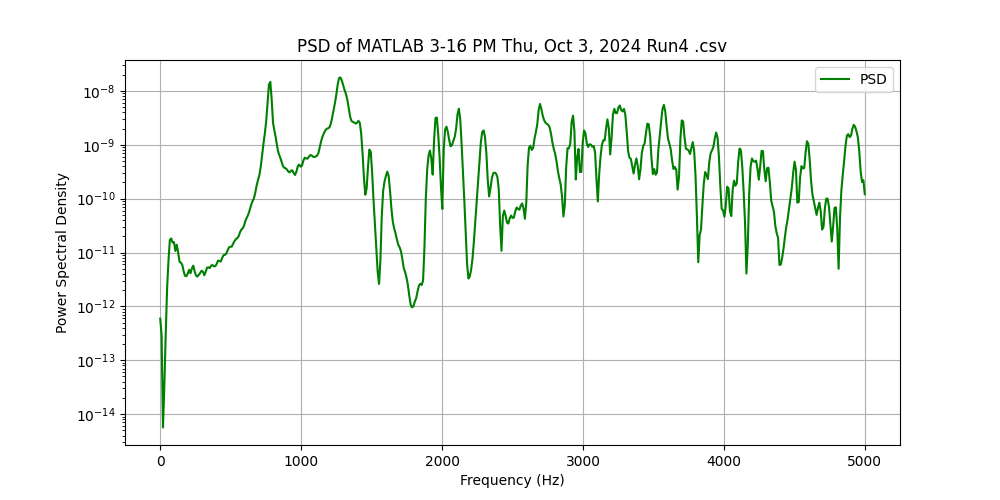 PSD of MATLAB 3-16 PM Thu, Oct 3, 2024 Run4 .csv
PSD
Power Spectral Density
10⁻⁸
10⁻⁹
10⁻¹⁰
10⁻¹¹
10⁻¹²
10⁻¹³
10⁻¹⁴
0 1000 2000 3000 4000 5000
Frequency (Hz)